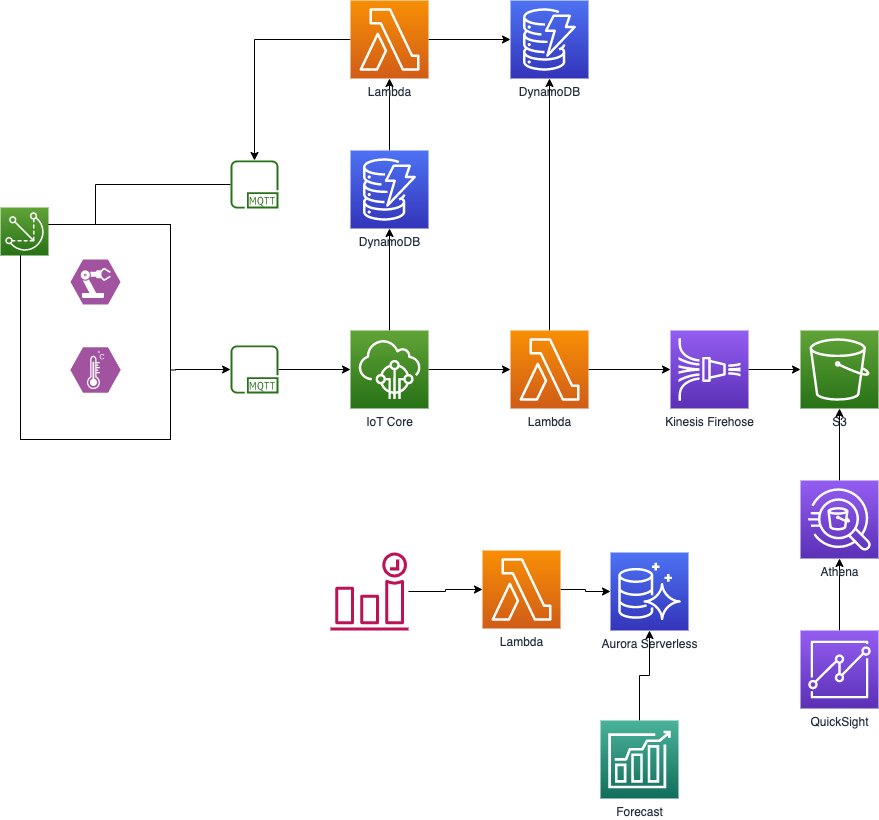 Lambda
DynamoDB
MQTT
DynamoDB
°C
MQTT
IoT Core
Lambda
Kinesis Firehose
S3
Athena
Lambda
Aurora Serverless
QuickSight
Forecast